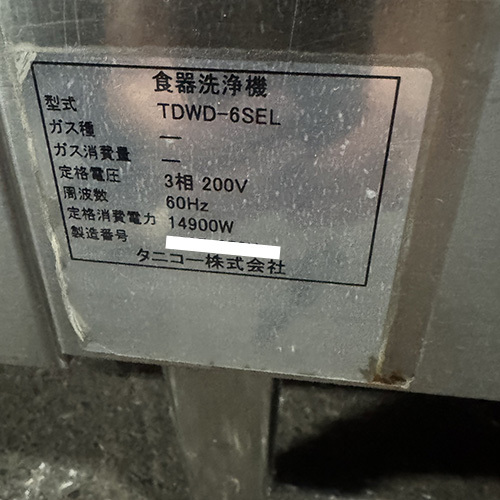 食器洗浄機
型式 TDWD-6SEL
ガス種 —
ガス消費量 —
定格電圧 3相 200V
周波数 60Hz
定格消費電力 14900W
製造番号
タニコー株式会社